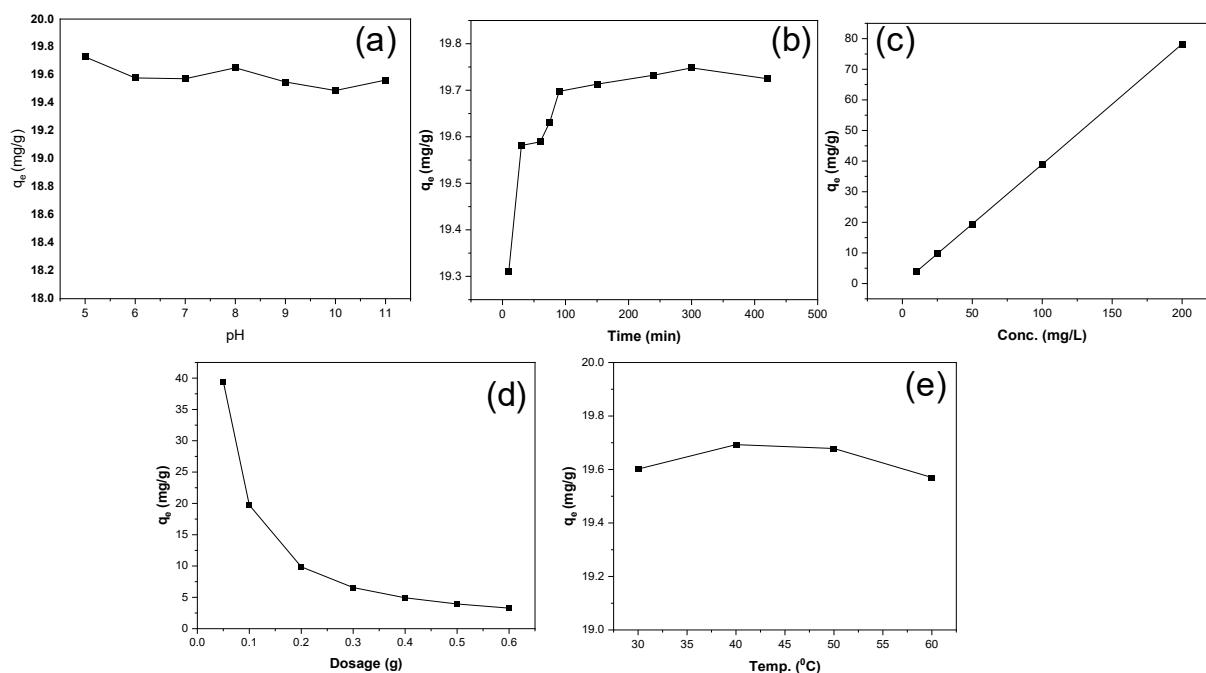 (a)
20.0
19.8
19.6
19.4
19.2
19.0
18.8
18.6
18.4
18.2
18.0
qe (mg/g)
5 6 7 8 9 10 11
pH
(b)
19.8
19.7
19.6
19.5
19.4
19.3
qe (mg/g)
0 100 200 300 400 500
Time (min)
(c)
80
70
60
50
40
30
20
10
0
qe (mg/g)
0 50 100 150 200
Conc. (mg/L)
(d)
40
35
30
25
20
15
10
5
0
qe (mg/g)
0.0 0.1 0.2 0.3 0.4 0.5 0.6
Dosage (g)
(e)
20.0
19.8
19.6
19.4
19.2
19.0
qe (mg/g)
30 35 40 45 50 55 60
Temp. (⁰C)